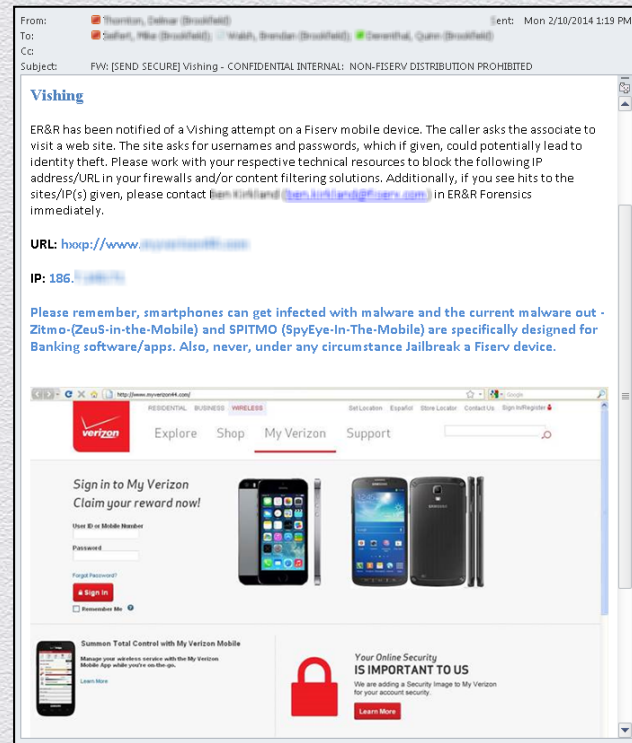 From: Thornton, Delmar (Brookfield)
Sent: Mon 2/10/2014 1:19 PM
To: Mike (Brookfield); Walsh, Brendan (Brookfield); Quinn (Brookfield)
Cc:
Subject: FW: [SEND SECURE] Vishing - CONFIDENTIAL INTERNAL: NON-FISERV DISTRIBUTION PROHIBITED
Vishing
ER&R has been notified of a Vishing attempt on a Fiserv mobile device. The caller asks the associate to
visit a web site. The site asks for usernames and passwords, which if given, could potentially lead to
identity theft. Please work with your respective technical resources to block the following IP
address/URL in your firewalls and/or content filtering solutions. Additionally, if you see hits to the
sites/IP(s) given, please contact in ER&R Forensics
immediately.
URL: hxxp://www.
IP: 186.
Please remember, smartphones can get infected with malware and the current malware out -
Zitmo-(ZeuS-in-the-Mobile) and SPITMO (SpyEye-In-The-Mobile) are specifically designed for
Banking software/apps. Also, never, under any circumstance Jailbreak a Fiserv device.
http://www.myverizon44.com/
Google
RESIDENTIAL BUSINESS WIRELESS
Set Location Español Store Locator Contact Us Sign In/Register
verizon
Explore Shop My Verizon Support
Sign in to My Verizon
Claim your reward now!
User ID or Mobile Number
Password
Forgot Password?
Sign In
Remember Me
SAMSUNG
Summon Total Control with My Verizon Mobile
Manage your wireless service with the My Verizon
Mobile App while you're on-the-go.
Learn More
Your Online Security
IS IMPORTANT TO US
We are adding a Security Image to My Verizon
for your account security.
Learn More